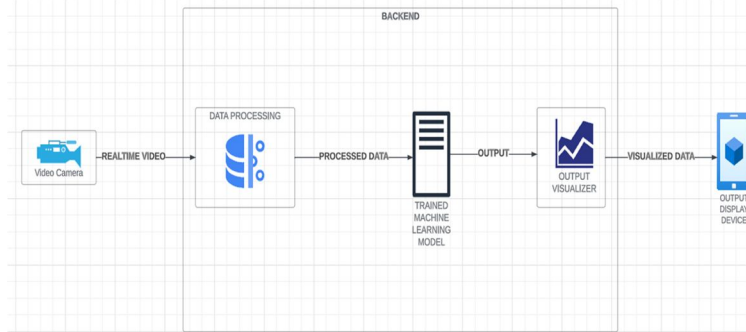 BACKEND
DATA PROCESSING
Video Camera
REALTIME VIDEO
PROCESSED DATA
TRAINED
MACHINE
LEARNING
MODEL
OUTPUT
OUTPUT
VISUALIZER
VISUALIZED DATA
OUTPUT
DISPLAY
DEVICE